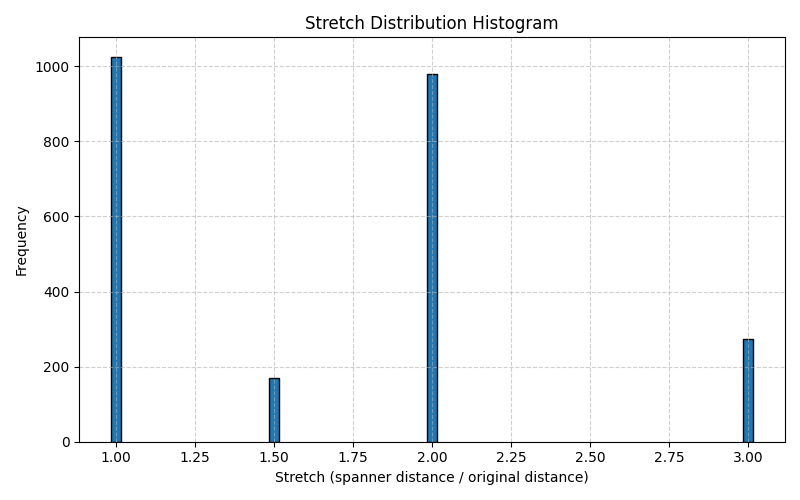 Stretch Distribution Histogram
Frequency
1000
800
600
400
200
0
1.00 1.25 1.50 1.75 2.00 2.25 2.50 2.75 3.00
Stretch (spanner distance / original distance)